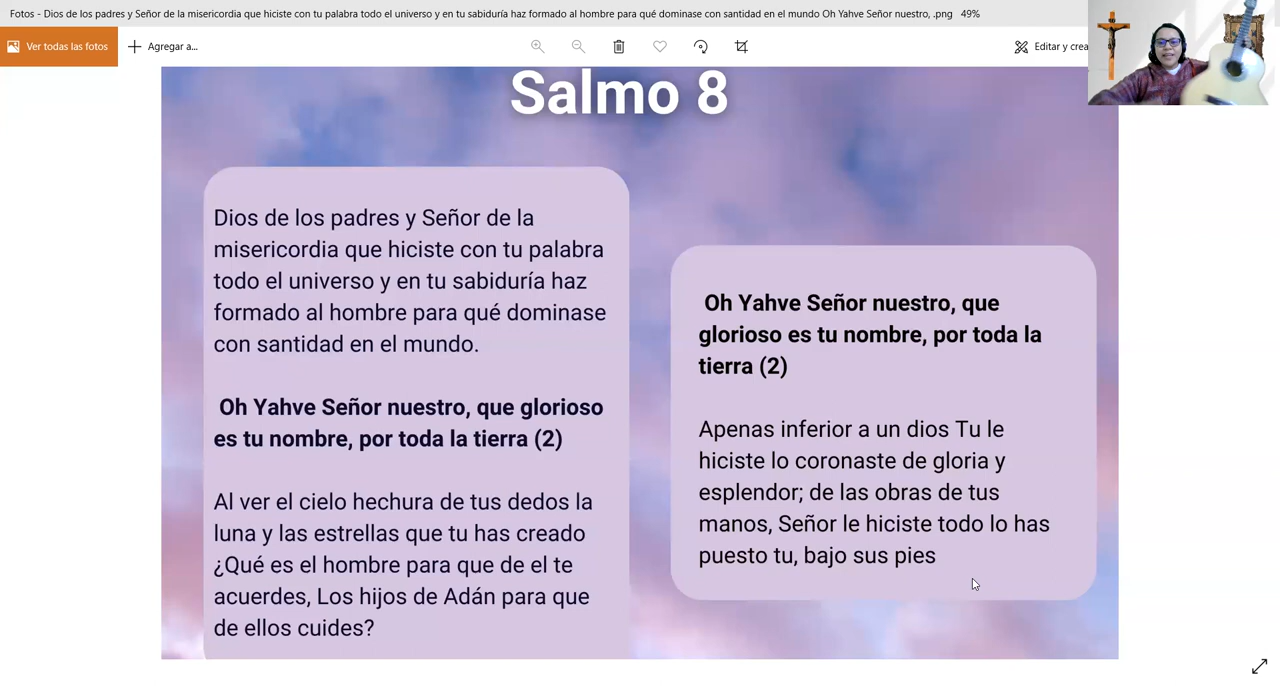 Fotos - Dios de los padres y Señor de la misericordia que hiciste con tu palabra todo el universo y en tu sabiduría haz formado al hombre para qué dominase con santidad en el mundo Oh Yahve Señor nuestro, .png   49%
Ver todas las fotos
Agregar a...
Editar y crea
Salmo 8
Dios de los padres y Señor de la
misericordia que hiciste con tu palabra
todo el universo y en tu sabiduría haz
formado al hombre para qué dominase
con santidad en el mundo.
Oh Yahve Señor nuestro, que glorioso
es tu nombre, por toda la tierra (2)
Al ver el cielo hechura de tus dedos la
luna y las estrellas que tu has creado
¿Qué es el hombre para que de el te
acuerdes, Los hijos de Adán para que
de ellos cuides?
Oh Yahve Señor nuestro, que
glorioso es tu nombre, por toda la
tierra (2)
Apenas inferior a un dios Tu le
hiciste lo coronaste de gloria y
esplendor; de las obras de tus
manos, Señor le hiciste todo lo has
puesto tu, bajo sus pies